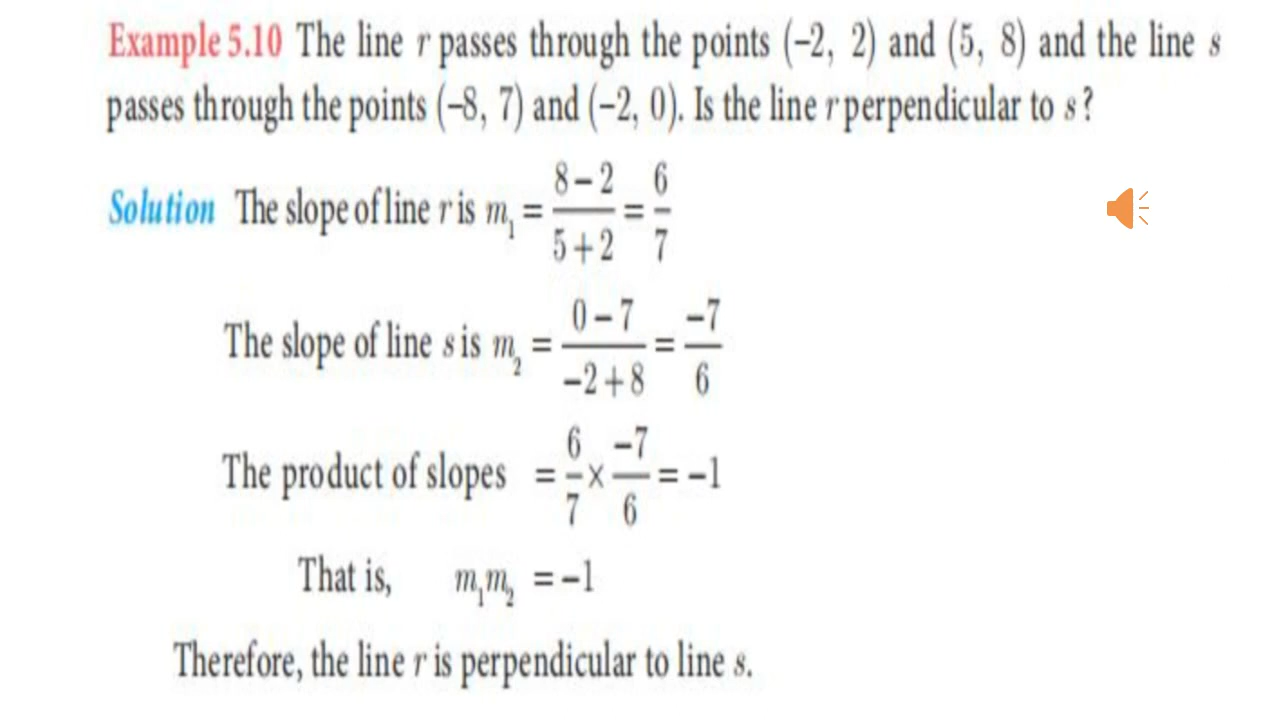 Example 5.10 The line r passes through the points (–2, 2) and (5, 8) and the line s
passes through the points (–8, 7) and (–2, 0). Is the line r perpendicular to s?
Solution The slope of line r is m₁ = (8 – 2)/(5 + 2) = 6/7
The slope of line s is m₂ = (0 – 7)/(–2 + 8) = –7/6
The product of slopes = 6/7 × –7/6 = –1
That is, m₁m₂ = –1
Therefore, the line r is perpendicular to line s.